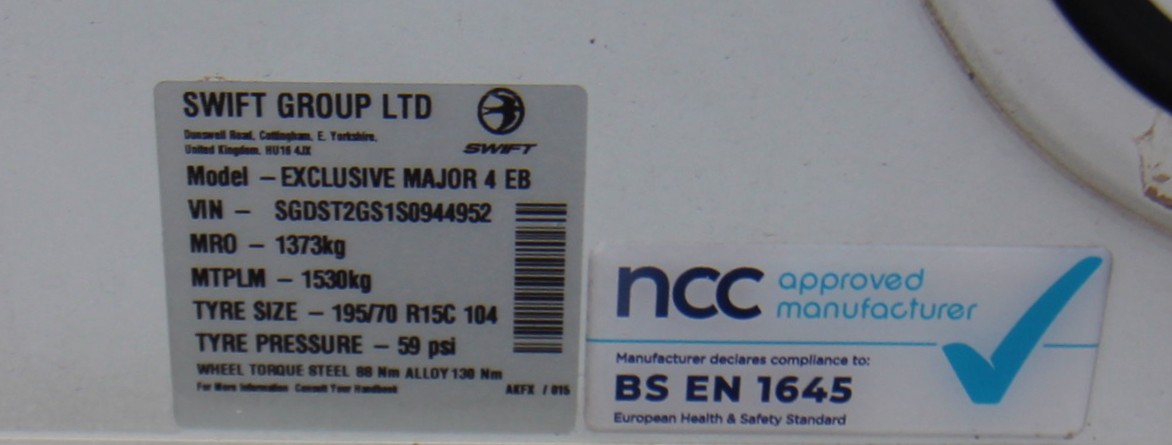 SWIFT GROUP LTD
SWIFT
Dunswell Road, Cottingham, E. Yorkshire,
United Kingdom. HU16 4JX
Model – EXCLUSIVE MAJOR 4 EB
VIN – SGDST2GS1S0944952
MRO – 1373kg
MTPLM – 1530kg
TYRE SIZE – 195/70 R15C 104
TYRE PRESSURE – 59 psi
WHEEL TORQUE STEEL 88 Nm ALLOY 130 Nm
For More Information Consult Your Handbook
AKFX / 015
ncc approved
manufacturer
Manufacturer declares compliance to:
BS EN 1645
European Health & Safety Standard